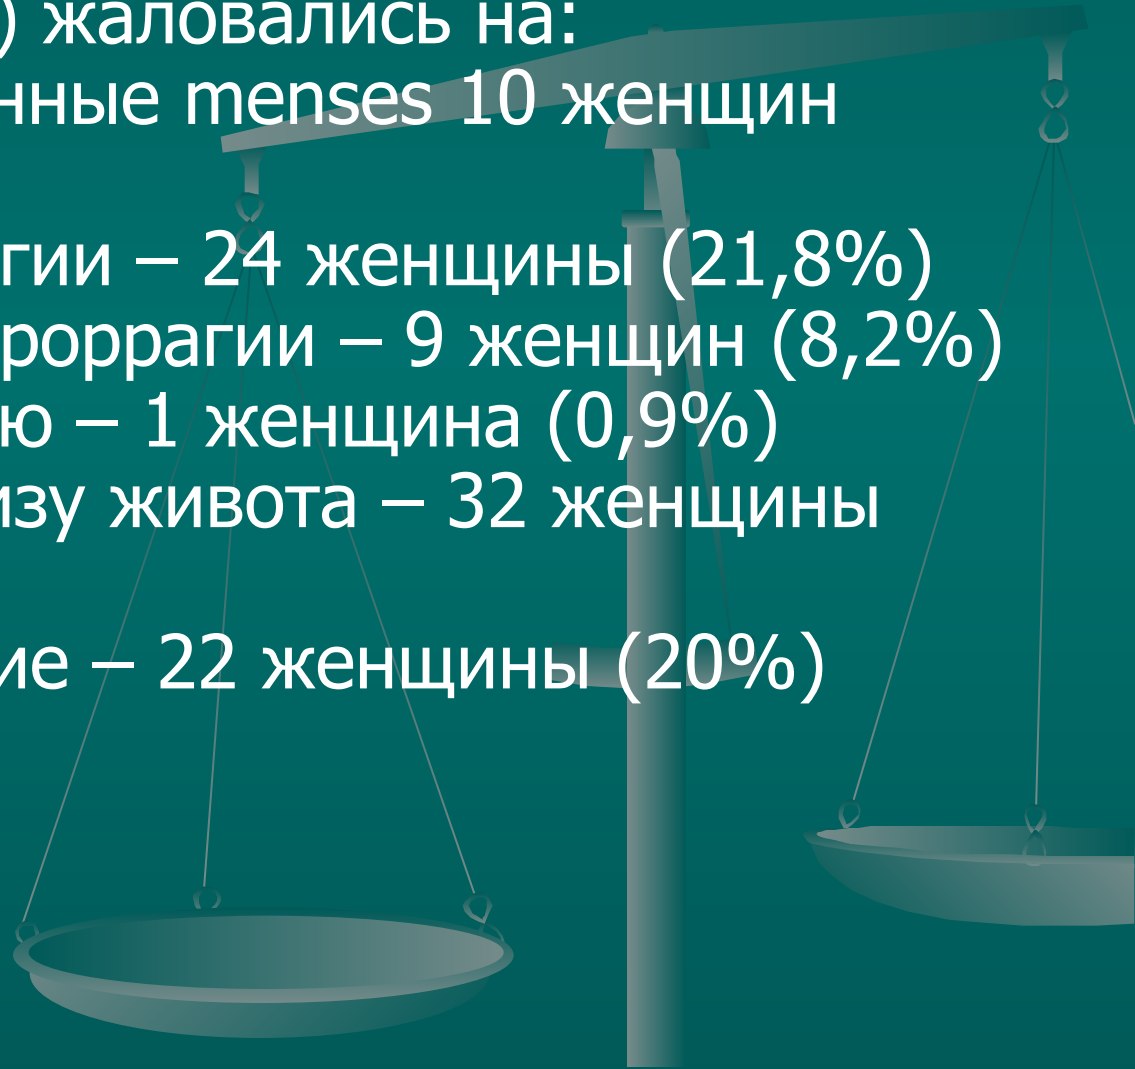 ) жаловались на:
нные menses 10 женщин
гии – 24 женщины (21,8%)
роррагии – 9 женщин (8,2%)
ю – 1 женщина (0,9%)
изу живота – 32 женщины
ие – 22 женщины (20%)